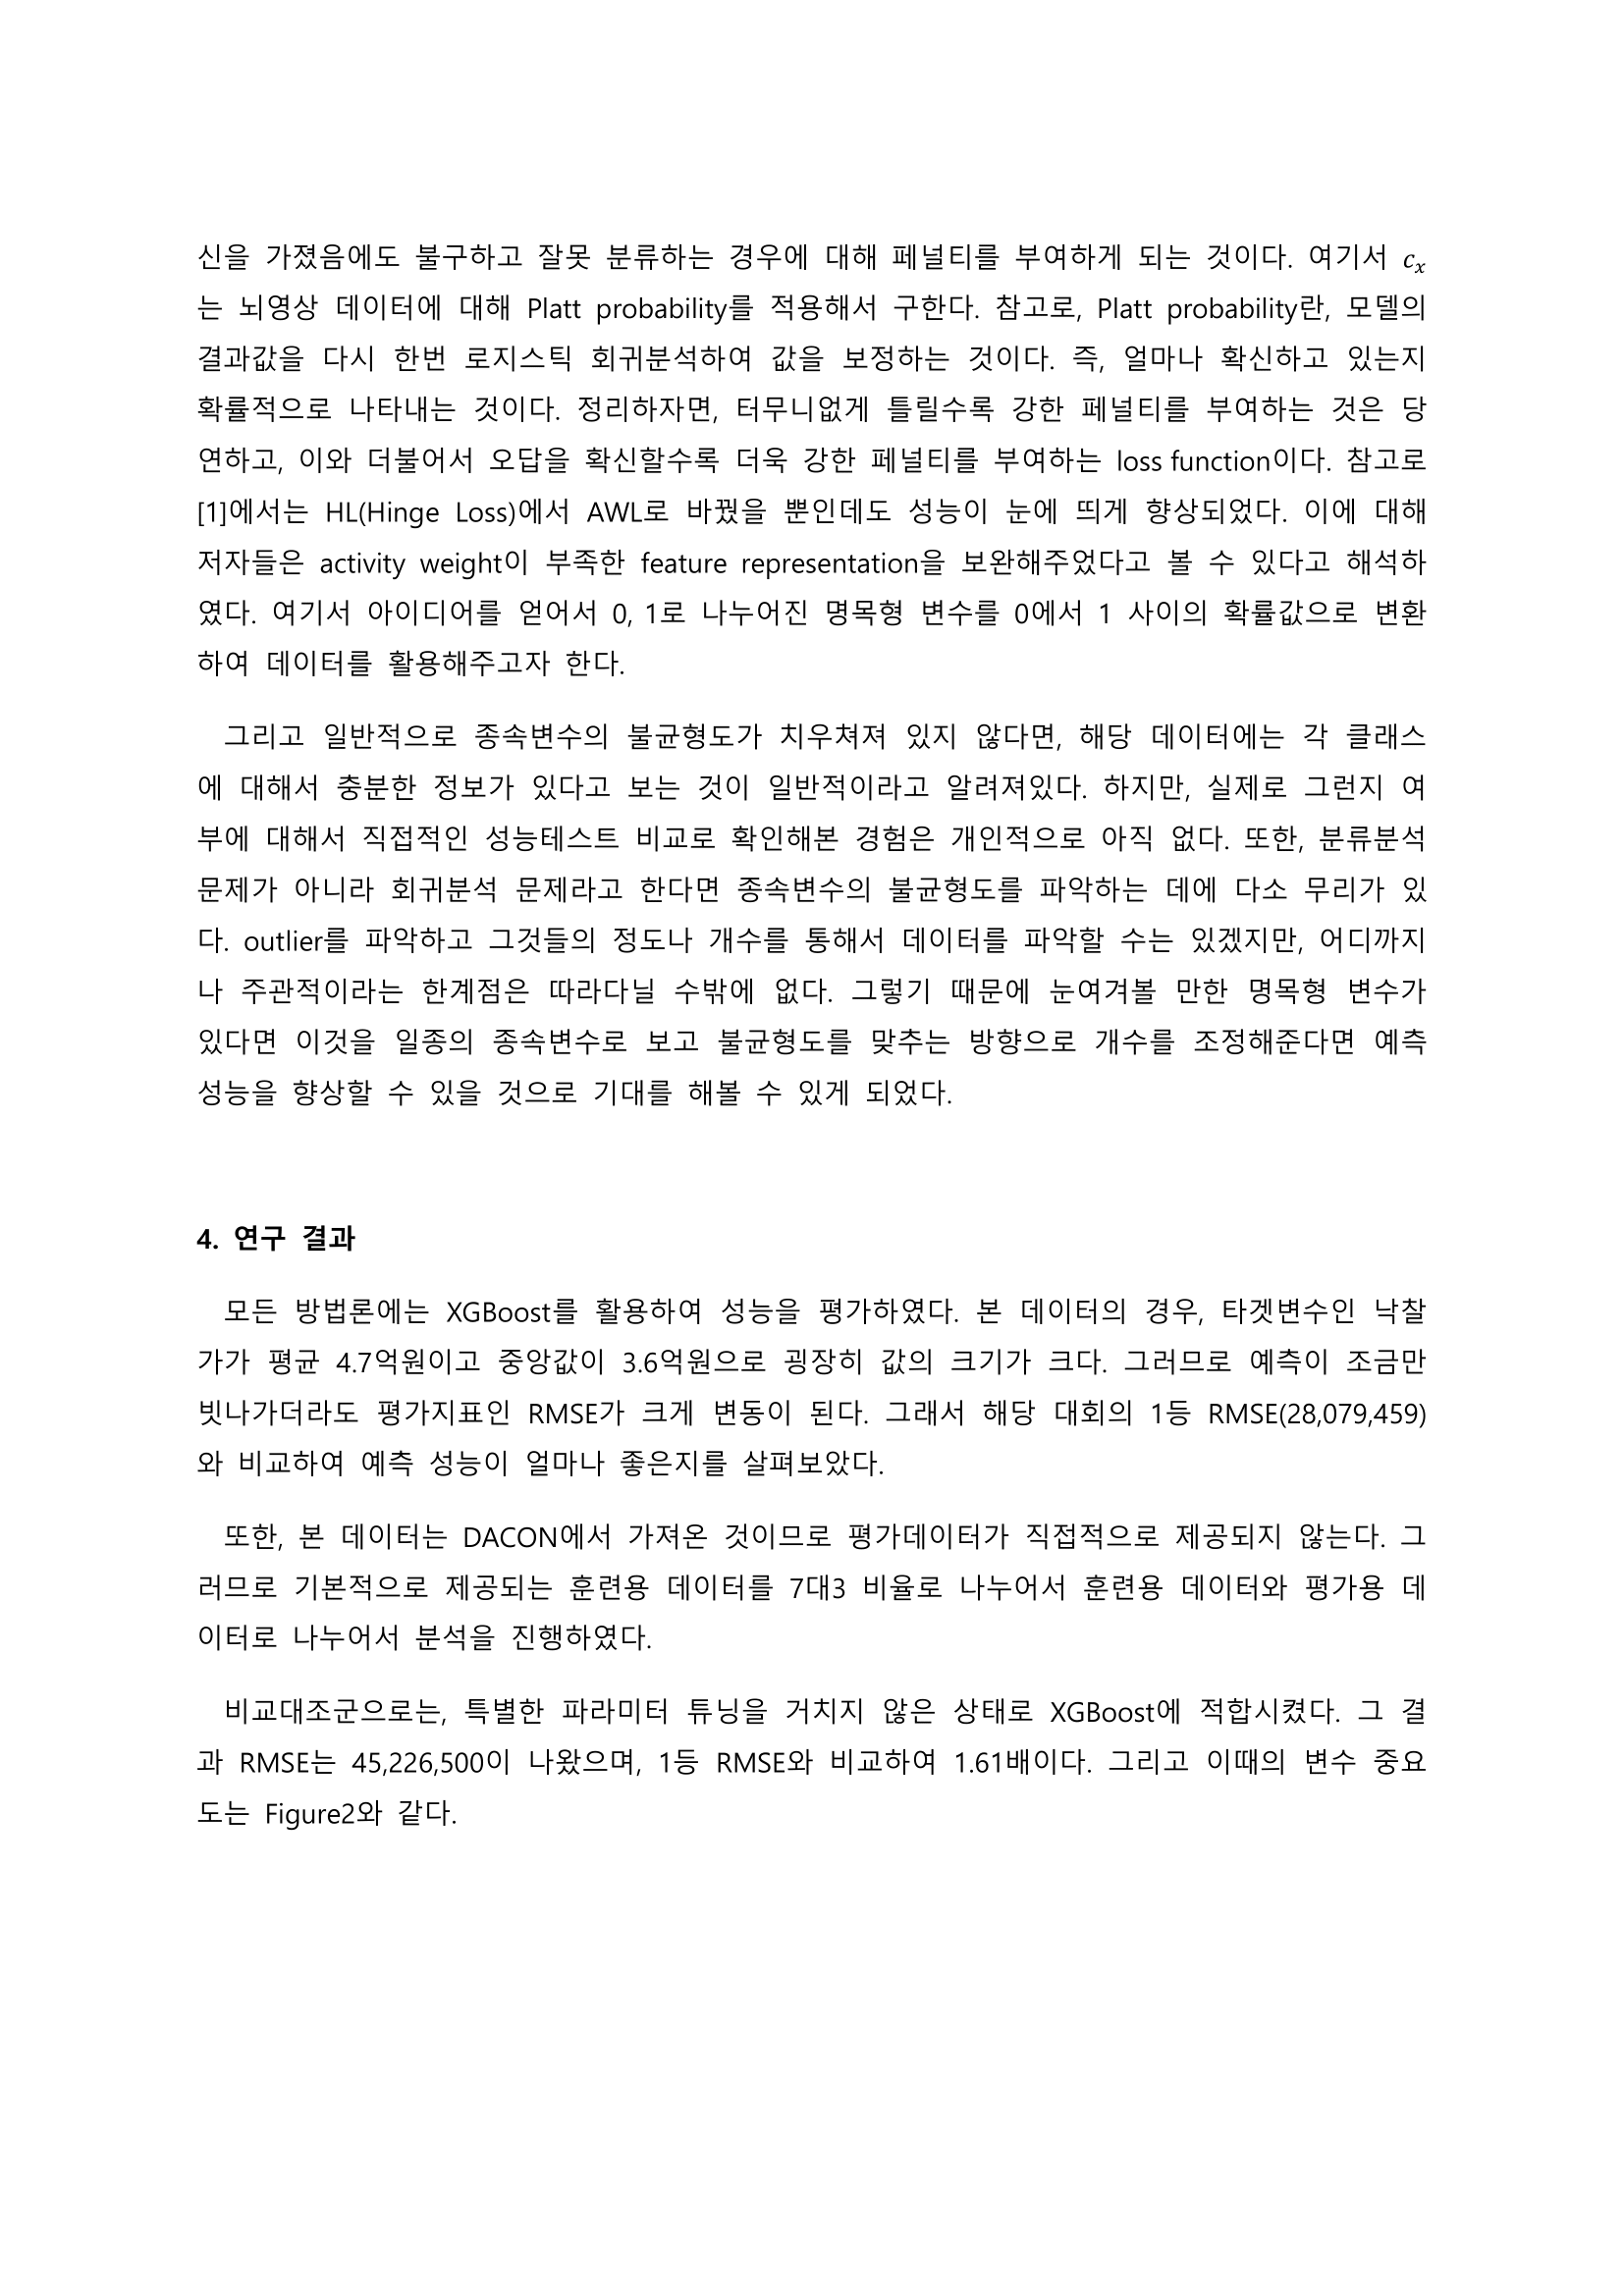 신을 가졌음에도 불구하고 잘못 분류하는 경우에 대해 페널티를 부여하게 되는 것이다. 여기서 c_x
는 뇌영상 데이터에 대해 Platt probability를 적용해서 구한다. 참고로, Platt probability란, 모델의
결과값을 다시 한번 로지스틱 회귀분석하여 값을 보정하는 것이다. 즉, 얼마나 확신하고 있는지
확률적으로 나타내는 것이다. 정리하자면, 터무니없게 틀릴수록 강한 페널티를 부여하는 것은 당
연하고, 이와 더불어서 오답을 확신할수록 더욱 강한 페널티를 부여하는 loss function이다. 참고로
[1]에서는 HL(Hinge Loss)에서 AWL로 바꿨을 뿐인데도 성능이 눈에 띄게 향상되었다. 이에 대해
저자들은 activity weight이 부족한 feature representation을 보완해주었다고 볼 수 있다고 해석하
였다. 여기서 아이디어를 얻어서 0, 1로 나누어진 명목형 변수를 0에서 1 사이의 확률값으로 변환
하여 데이터를 활용해주고자 한다.
그리고 일반적으로 종속변수의 불균형도가 치우쳐져 있지 않다면, 해당 데이터에는 각 클래스
에 대해서 충분한 정보가 있다고 보는 것이 일반적이라고 알려져있다. 하지만, 실제로 그런지 여
부에 대해서 직접적인 성능테스트 비교로 확인해본 경험은 개인적으로 아직 없다. 또한, 분류분석
문제가 아니라 회귀분석 문제라고 한다면 종속변수의 불균형도를 파악하는 데에 다소 무리가 있
다. outlier를 파악하고 그것들의 정도나 개수를 통해서 데이터를 파악할 수는 있겠지만, 어디까지
나 주관적이라는 한계점은 따라다닐 수밖에 없다. 그렇기 때문에 눈여겨볼 만한 명목형 변수가
있다면 이것을 일종의 종속변수로 보고 불균형도를 맞추는 방향으로 개수를 조정해준다면 예측
성능을 향상할 수 있을 것으로 기대를 해볼 수 있게 되었다.
4. 연구 결과
모든 방법론에는 XGBoost를 활용하여 성능을 평가하였다. 본 데이터의 경우, 타겟변수인 낙찰
가가 평균 4.7억원이고 중앙값이 3.6억원으로 굉장히 값의 크기가 크다. 그러므로 예측이 조금만
빗나가더라도 평가지표인 RMSE가 크게 변동이 된다. 그래서 해당 대회의 1등 RMSE(28,079,459)
와 비교하여 예측 성능이 얼마나 좋은지를 살펴보았다.
또한, 본 데이터는 DACON에서 가져온 것이므로 평가데이터가 직접적으로 제공되지 않는다. 그
러므로 기본적으로 제공되는 훈련용 데이터를 7대3 비율로 나누어서 훈련용 데이터와 평가용 데
이터로 나누어서 분석을 진행하였다.
비교대조군으로는, 특별한 파라미터 튜닝을 거치지 않은 상태로 XGBoost에 적합시켰다. 그 결
과 RMSE는 45,226,500이 나왔으며, 1등 RMSE와 비교하여 1.61배이다. 그리고 이때의 변수 중요
도는 Figure2와 같다.